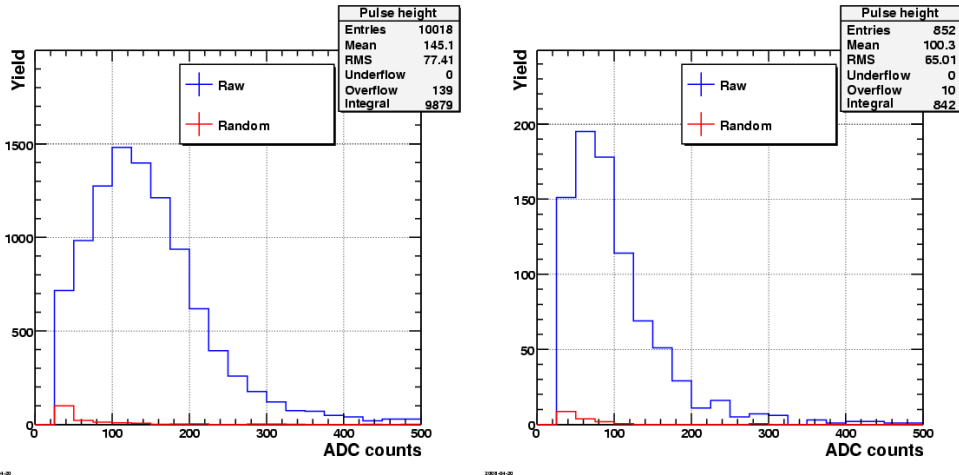 Pulse height
Entries 10018
Mean 145.1
RMS 77.41
Underflow 0
Overflow 139
Integral 9879
Raw
Random
Yield
1500
1000
500
0
0 100 200 300 400 500
ADC counts
Pulse height
Entries 852
Mean 100.3
RMS 65.01
Underflow 0
Overflow 10
Integral 842
Raw
Random
Yield
200
150
100
50
0
0 100 200 300 400 500
ADC counts